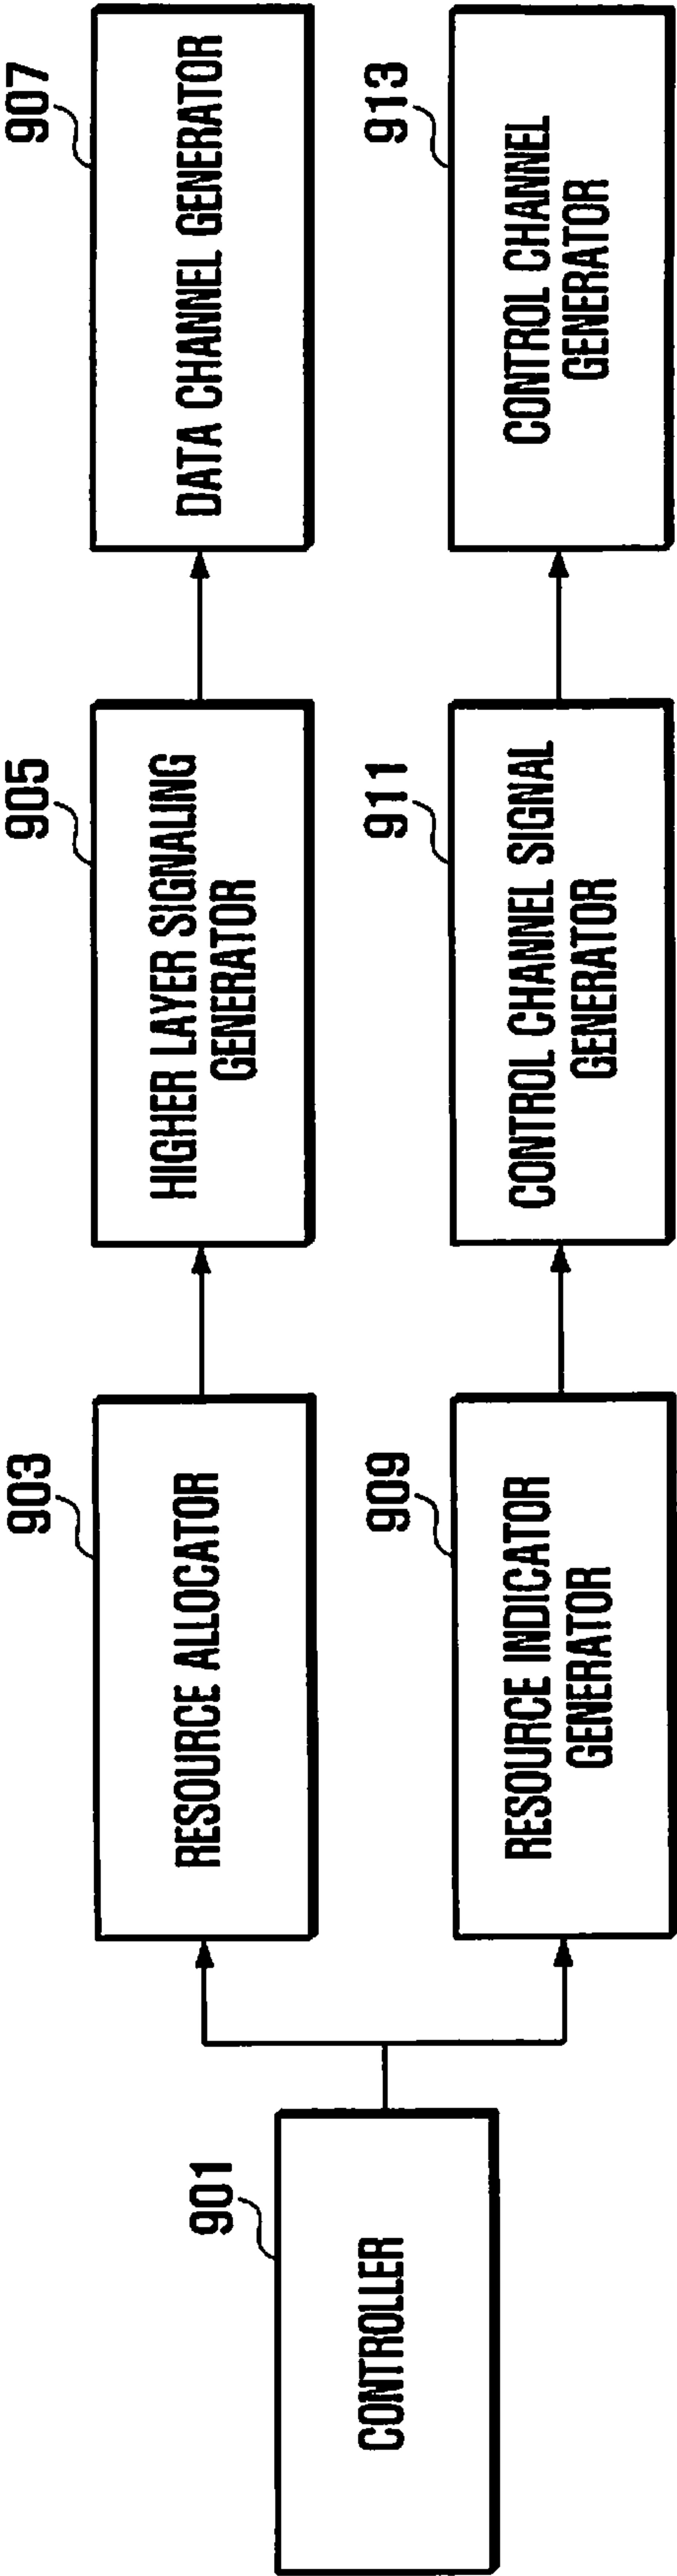 901
CONTROLLER
903
RESOURCE ALLOCATOR
905
HIGHER LAYER SIGNALING
GENERATOR
907
DATA CHANNEL GENERATOR
909
RESOURCE INDICATOR
GENERATOR
911
CONTROL CHANNEL SIGNAL
GENERATOR
913
CONTROL CHANNEL
GENERATOR